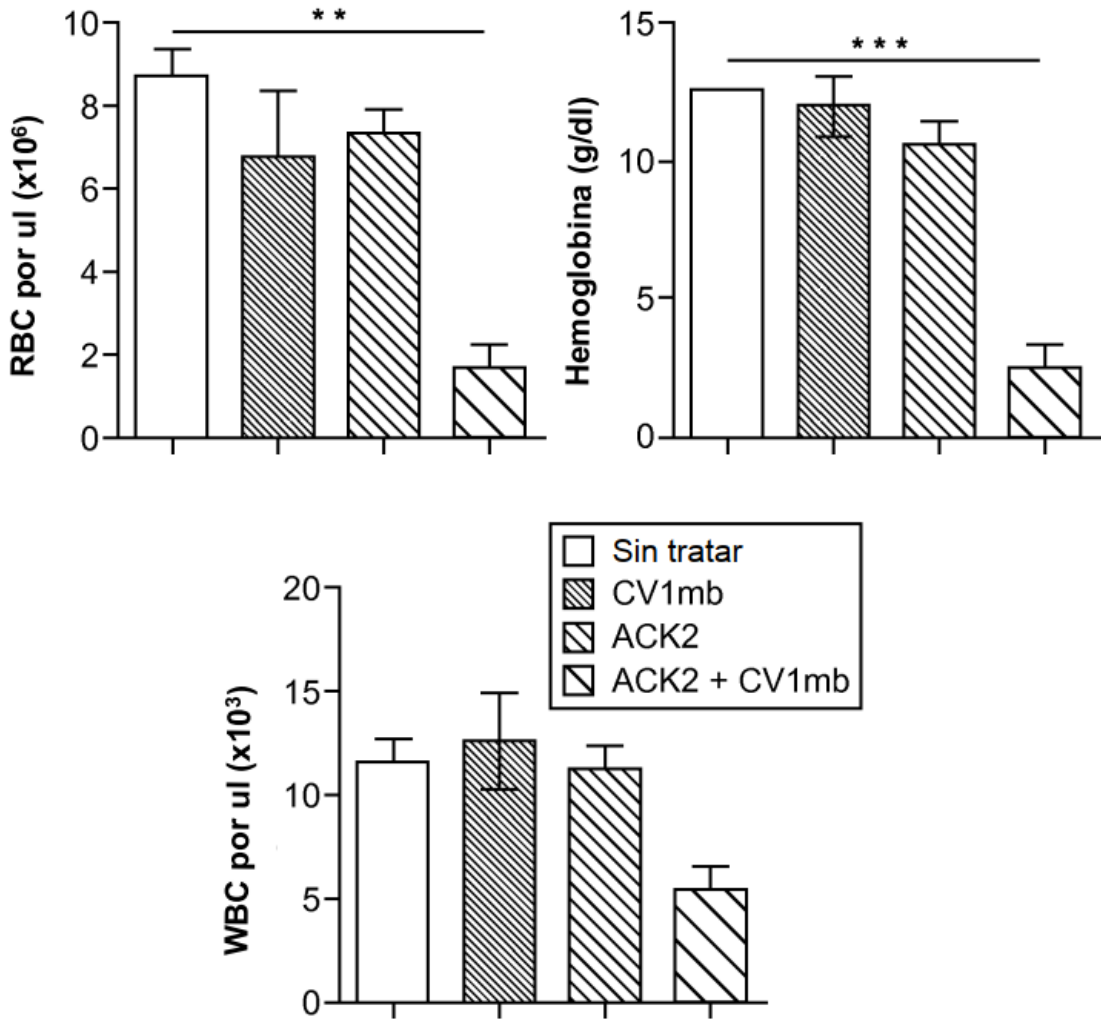 RBC por ul (x10⁶)
10
8
6
4
2
0
* *
Hemoglobina (g/dl)
15
10
5
0
* * *
WBC por ul (x10³)
20
15
10
5
0
Sin tratar
CV1mb
ACK2
ACK2 + CV1mb